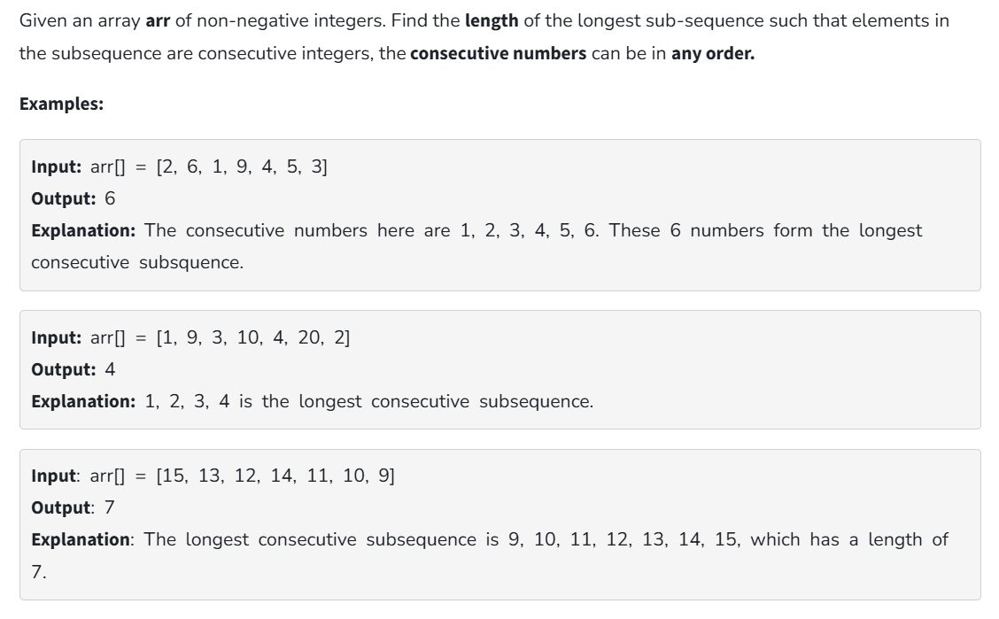 Given an array arr of non-negative integers. Find the length of the longest sub-sequence such that elements in
the subsequence are consecutive integers, the consecutive numbers can be in any order.
Examples:
Input: arr[] = [2, 6, 1, 9, 4, 5, 3]
Output: 6
Explanation: The consecutive numbers here are 1, 2, 3, 4, 5, 6. These 6 numbers form the longest
consecutive subsquence.
Input: arr[] = [1, 9, 3, 10, 4, 20, 2]
Output: 4
Explanation: 1, 2, 3, 4 is the longest consecutive subsequence.
Input: arr[] = [15, 13, 12, 14, 11, 10, 9]
Output: 7
Explanation: The longest consecutive subsequence is 9, 10, 11, 12, 13, 14, 15, which has a length of
7.